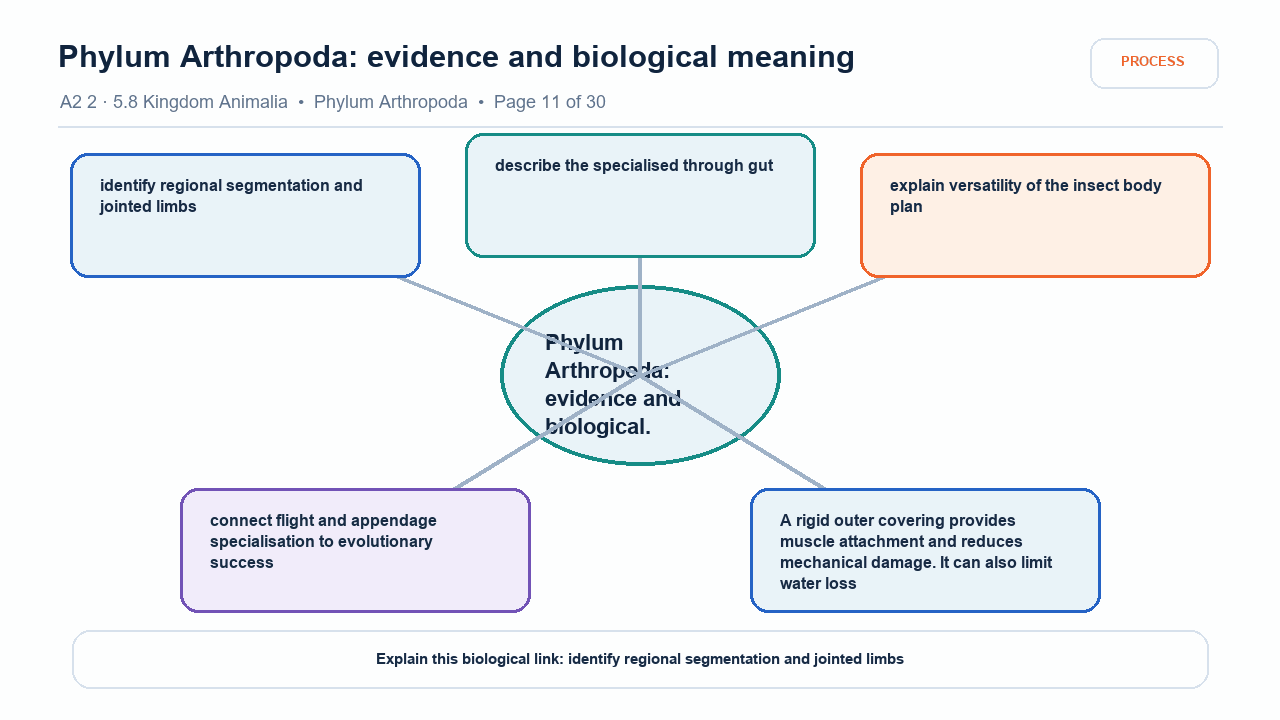 Phylum Arthropoda: evidence and biological meaning
PROCESS
A2 2 · 5.8 Kingdom Animalia • Phylum Arthropoda • Page 11 of 30
identify regional segmentation and
jointed limbs
describe the specialised through gut
explain versatility of the insect body
plan
Phylum
Arthropoda:
evidence and
biological.
connect flight and appendage
specialisation to evolutionary
success
A rigid outer covering provides
muscle attachment and reduces
mechanical damage. It can also limit
water loss
Explain this biological link: identify regional segmentation and jointed limbs